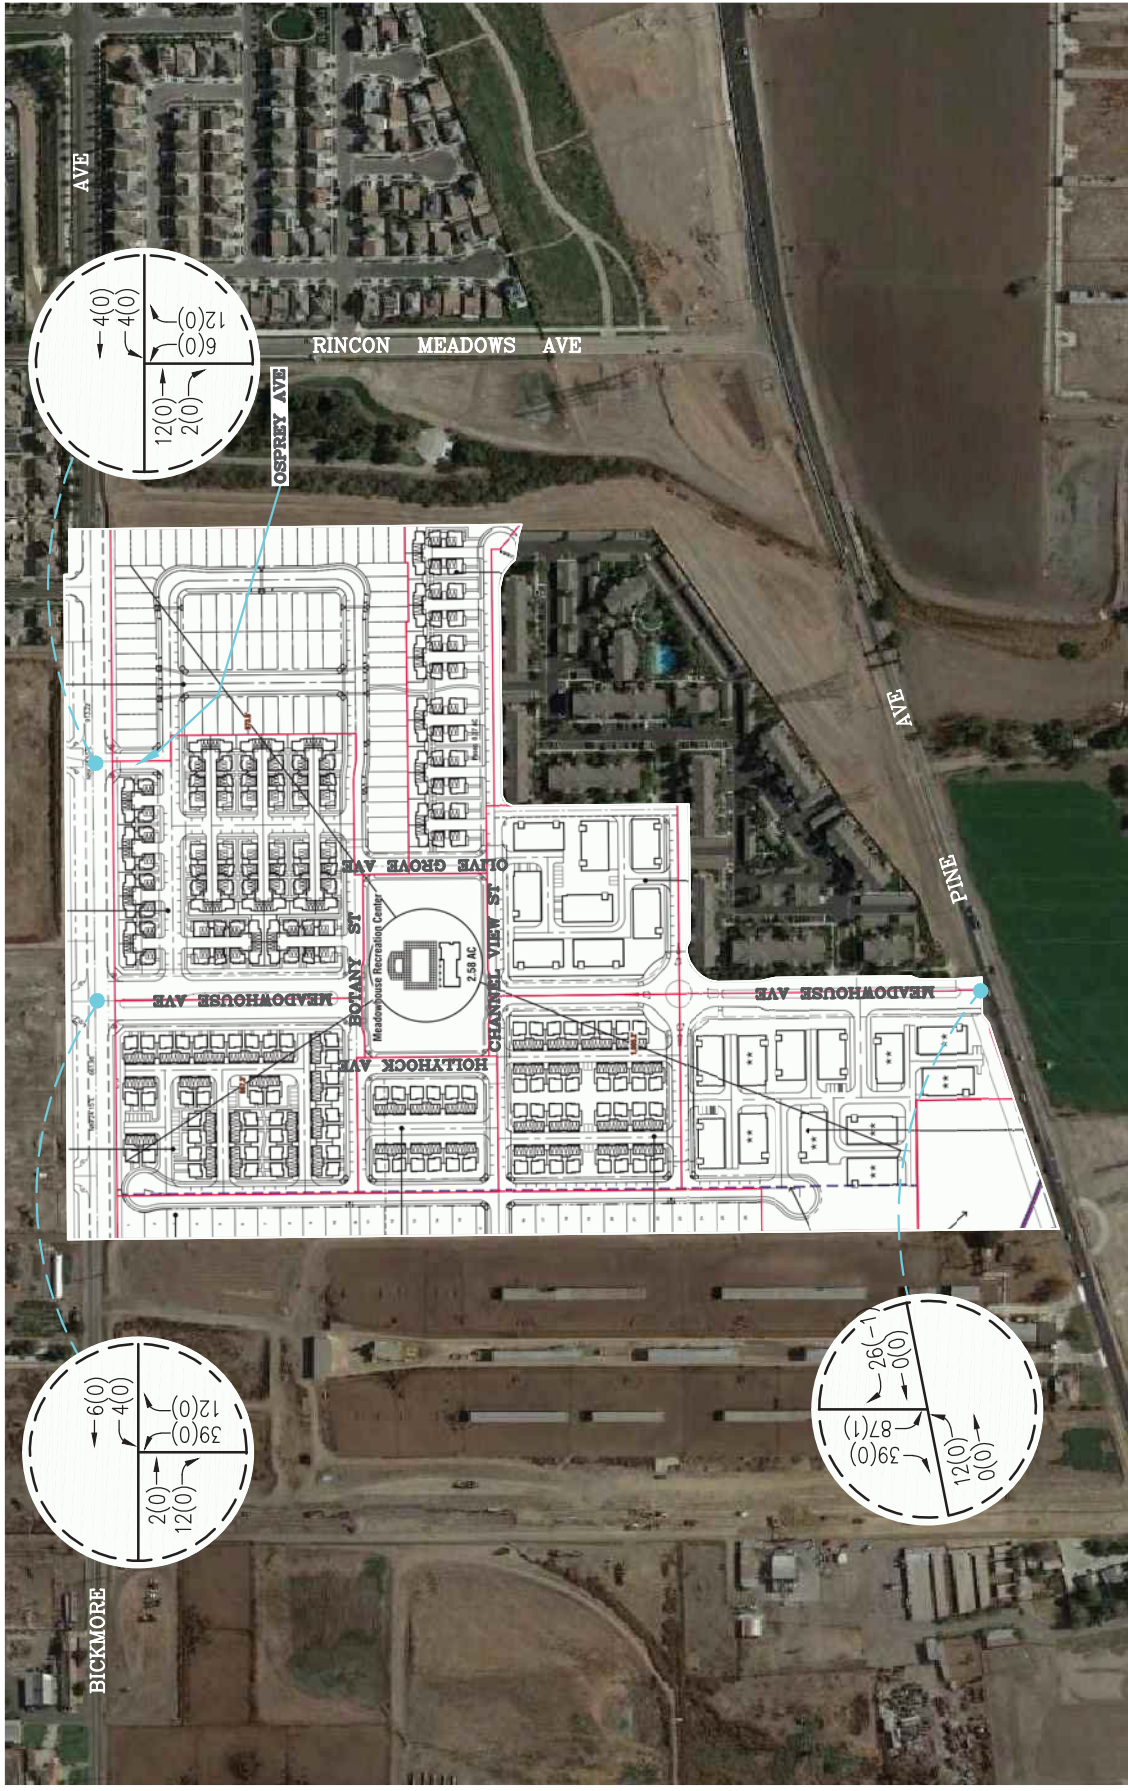 AVE
4(0)
4(0)
12(0)
6(0)
12(0)
2(0)
RINCON MEADOWS AVE
OSPREY AVE
AVE
OLIVE GROVE AVE
PINE
BOTANY ST
Meadowhouse Recreation Center
2.58 AC
CHANNEL VIEW ST
MEADOWHOUSE AVE
MEADOWHOUSE AVE
HOLLYHOCK AVE
**
**
**
**
**
**
**
**
6(0)
4(0)
12(0)
39(0)
2(0)
12(0)
26(-1)
0(0)
87(1)
39(0)
12(0)
0(0)
BICKMORE